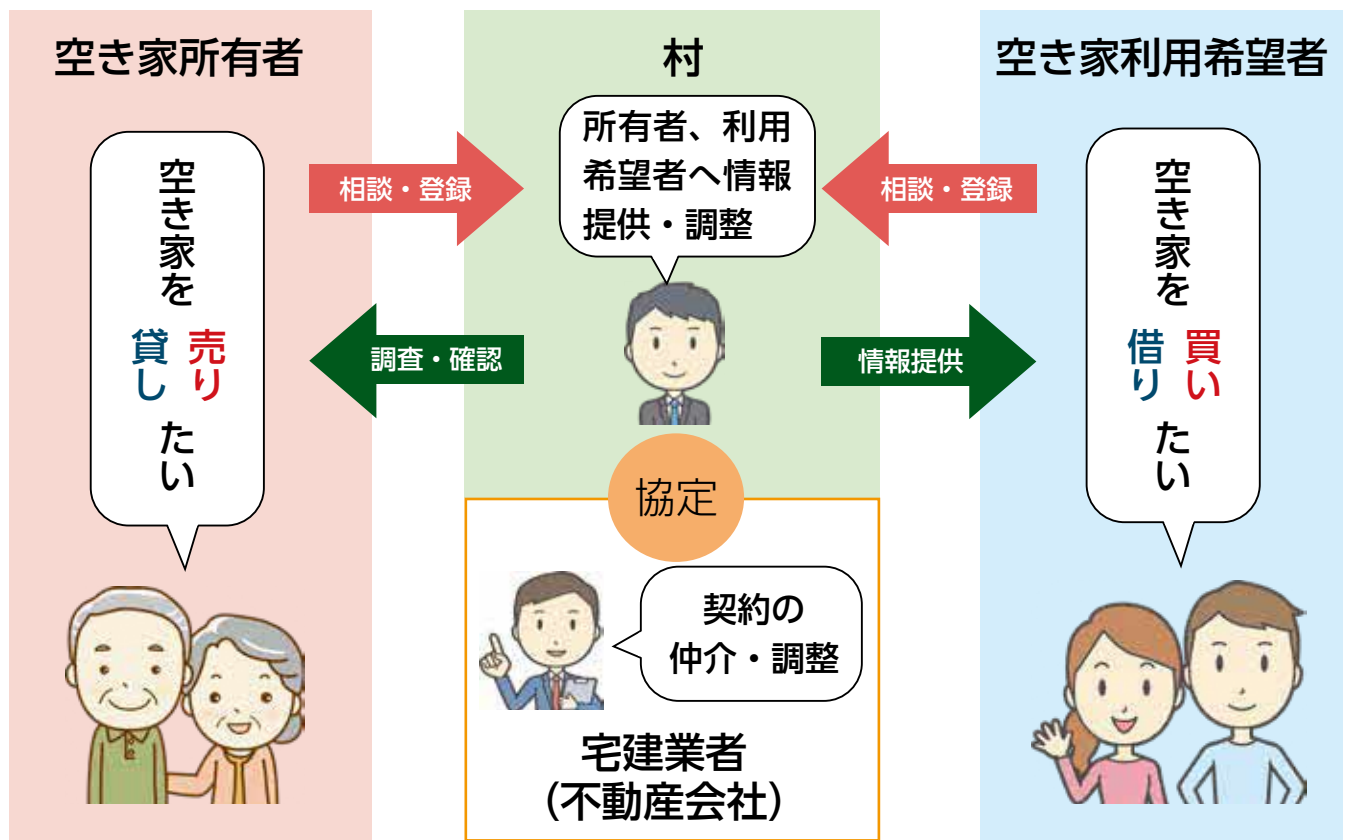 空き家所有者
空き家を
売り
貸し
たい
相談・登録
調査・確認
村
所有者、利用
希望者へ情報
提供・調整
協定
契約の
仲介・調整
宅建業者
（不動産会社）
空き家利用希望者
相談・登録
情報提供
空き家を
買い
借り
たい